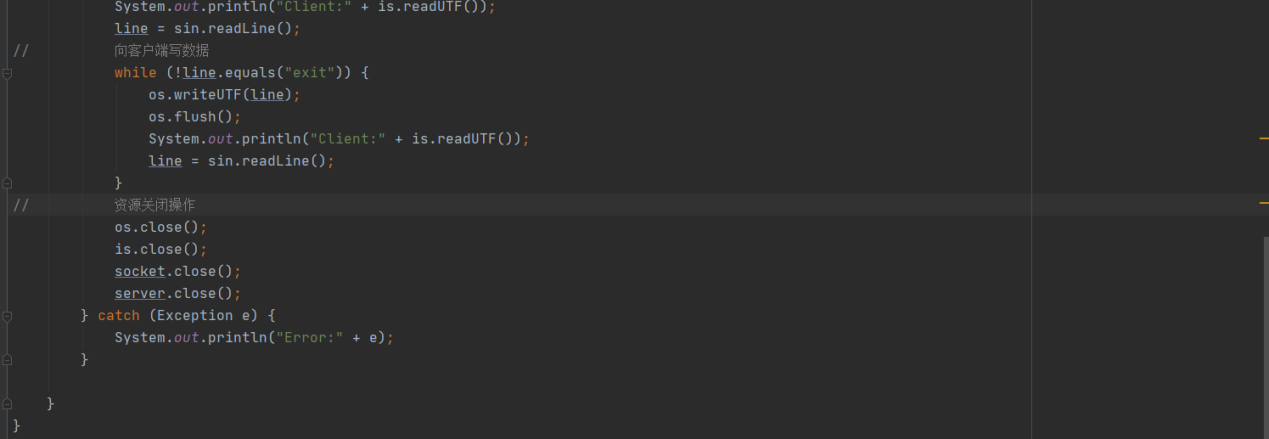 System.out.println("Client:" + is.readUTF());
line = sin.readLine();
// 向客户端写数据
while (!line.equals("exit")) {
os.writeUTF(line);
os.flush();
System.out.println("Client:" + is.readUTF());
line = sin.readLine();
}
// 资源关闭操作
os.close();
is.close();
socket.close();
server.close();
} catch (Exception e) {
System.out.println("Error:" + e);
}
}
}